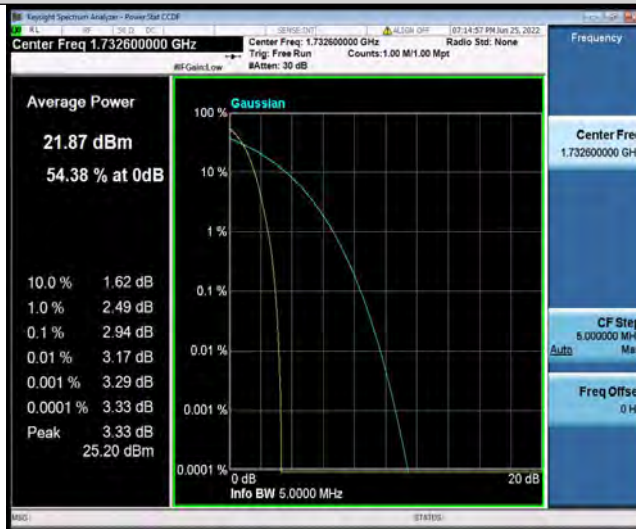 Keysight Spectrum Analyzer - Power Stat CCDF
RL RF 50 Ω DC SENSE:INT ALIGN OFF 07:14:57 PM Jun 25, 2022
Center Freq 1.732600000 GHz
Center Freq: 1.732600000 GHz Radio Std: None
Trig: Free Run Counts:1.00 M/1.00 Mpt
#IFGain:Low #Atten: 30 dB
Frequency
Average Power
21.87 dBm
54.38 % at 0dB
10.0 % 1.62 dB
1.0 % 2.49 dB
0.1 % 2.94 dB
0.01 % 3.17 dB
0.001 % 3.29 dB
0.0001 % 3.33 dB
Peak 3.33 dB
25.20 dBm
Gaussian
100 %
10 %
1 %
0.1 %
0.01 %
0.001 %
0.0001 %
0 dB 20 dB
Info BW 5.0000 MHz
Center Fre
1.732600000 GH
CF Step
5.000000 MH
Auto Ma
Freq Offse
0 H
MSG STATUS